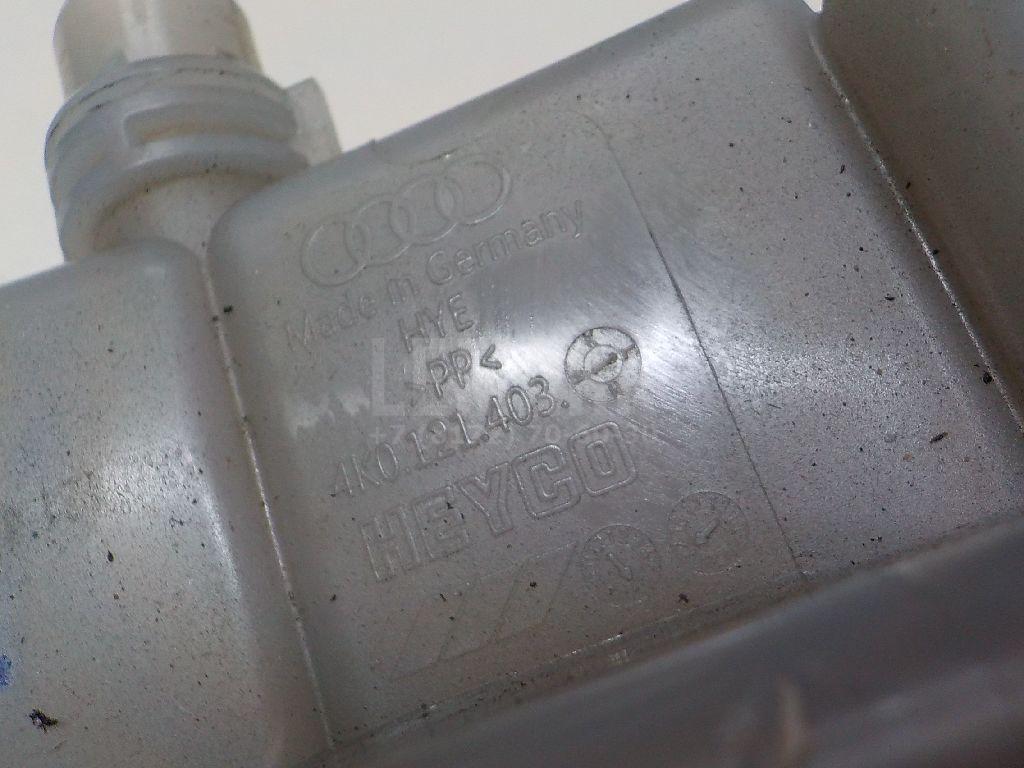 Made in Germany
HYE
>PP<
4K0.121.403.
HEYCO